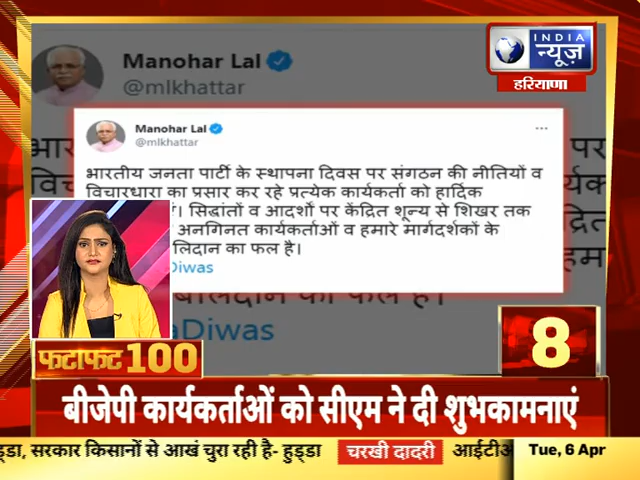 Manohar Lal
@mlkhattar
INDIA
न्यूज़
हरियाणा
Manohar Lal
@mlkhattar
भारतीय जनता पार्टी के स्थापना दिवस पर संगठन की नीतियों व
विचारधारा का प्रसार कर रहे प्रत्येक कार्यकर्ता को हार्दिक
सिद्धांतों व आदर्शों पर केंद्रित शून्य से शिखर तक
अनगिनत कार्यकर्ताओं व हमारे मार्गदर्शकों के
का फल है।
Diwas
aDiwas
फटाफट 100
8
बीजेपी कार्यकर्ताओं को सीएम ने दी शुभकामनाएं
सरकार किसानों से आखं चुरा रही है- हुड्डा
चरखी दादरी
Tue, 6 Apr